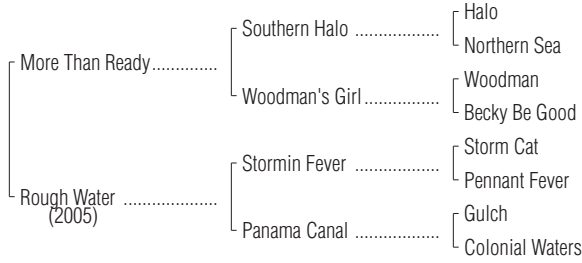 Halo
Southern Halo ..................
Northern Sea
More Than Ready..............
Woodman
Woodman's Girl................
Becky Be Good
Storm Cat
Stormin Fever ..................
Pennant Fever
Rough Water ....................
(2005)
Gulch
Panama Canal ..................
Colonial Waters